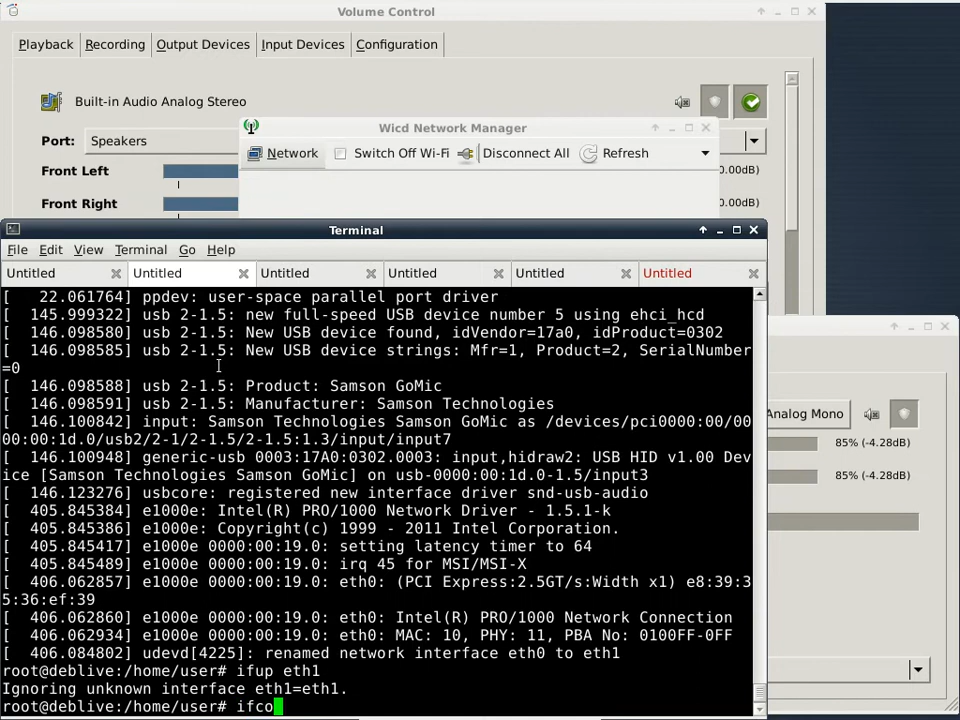 Volume Control
Playback Recording Output Devices Input Devices Configuration
Built-in Audio Analog Stereo
Port: Speakers
Front Left
0.00dB)
Front Right
0.00dB)
Wicd Network Manager
Network Switch Off Wi-Fi Disconnect All Refresh
Terminal
File Edit View Terminal Go Help
Untitled Untitled Untitled Untitled Untitled Untitled
[   22.061764] ppdev: user-space parallel port driver
[  145.999322] usb 2-1.5: new full-speed USB device number 5 using ehci_hcd
[  146.098580] usb 2-1.5: New USB device found, idVendor=17a0, idProduct=0302
[  146.098585] usb 2-1.5: New USB device strings: Mfr=1, Product=2, SerialNumber
=0
[  146.098588] usb 2-1.5: Product: Samson GoMic
[  146.098591] usb 2-1.5: Manufacturer: Samson Technologies
[  146.100842] input: Samson Technologies Samson GoMic as /devices/pci0000:00/00
00:00:1d.0/usb2/2-1/2-1.5/2-1.5:1.3/input/input7
[  146.100948] generic-usb 0003:17A0:0302.0003: input,hidraw2: USB HID v1.00 Dev
ice [Samson Technologies Samson GoMic] on usb-0000:00:1d.0-1.5/input3
[  146.123276] usbcore: registered new interface driver snd-usb-audio
[  405.845384] e1000e: Intel(R) PRO/1000 Network Driver - 1.5.1-k
[  405.845386] e1000e: Copyright(c) 1999 - 2011 Intel Corporation.
[  405.845417] e1000e 0000:00:19.0: setting latency timer to 64
[  405.845489] e1000e 0000:00:19.0: irq 45 for MSI/MSI-X
[  406.062857] e1000e 0000:00:19.0: eth0: (PCI Express:2.5GT/s:Width x1) e8:39:3
5:36:ef:39
[  406.062860] e1000e 0000:00:19.0: eth0: Intel(R) PRO/1000 Network Connection
[  406.062934] e1000e 0000:00:19.0: eth0: MAC: 10, PHY: 11, PBA No: 0100FF-0FF
[  406.084802] udevd[4225]: renamed network interface eth0 to eth1
root@deblive:/home/user# ifup eth1
Ignoring unknown interface eth1=eth1.
root@deblive:/home/user# ifco
Analog Mono
85% (-4.28dB)
85% (-4.28dB)